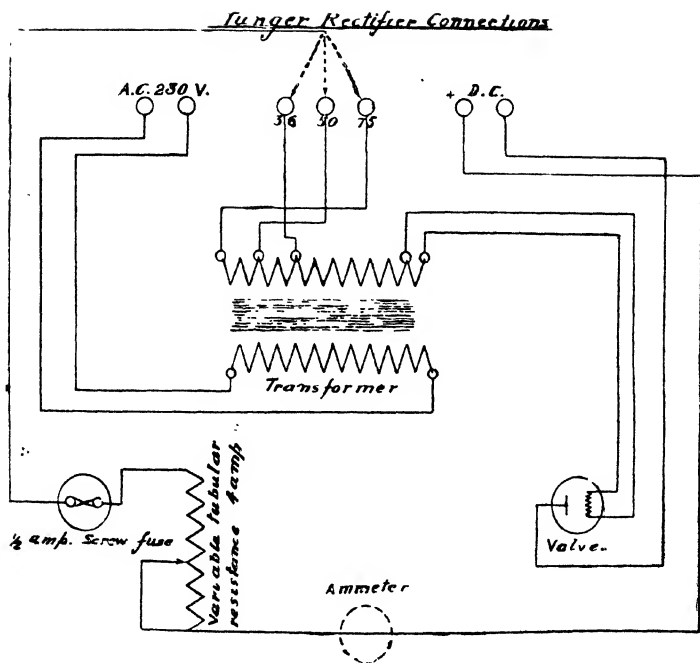 Tunger Rectifier Connections
A.C. 230 V.
+ D.C.
36 50 75
Transformer
Variable tubular
resistance 4 amp
½ amp. Screw fuse
Valve.
Ammeter